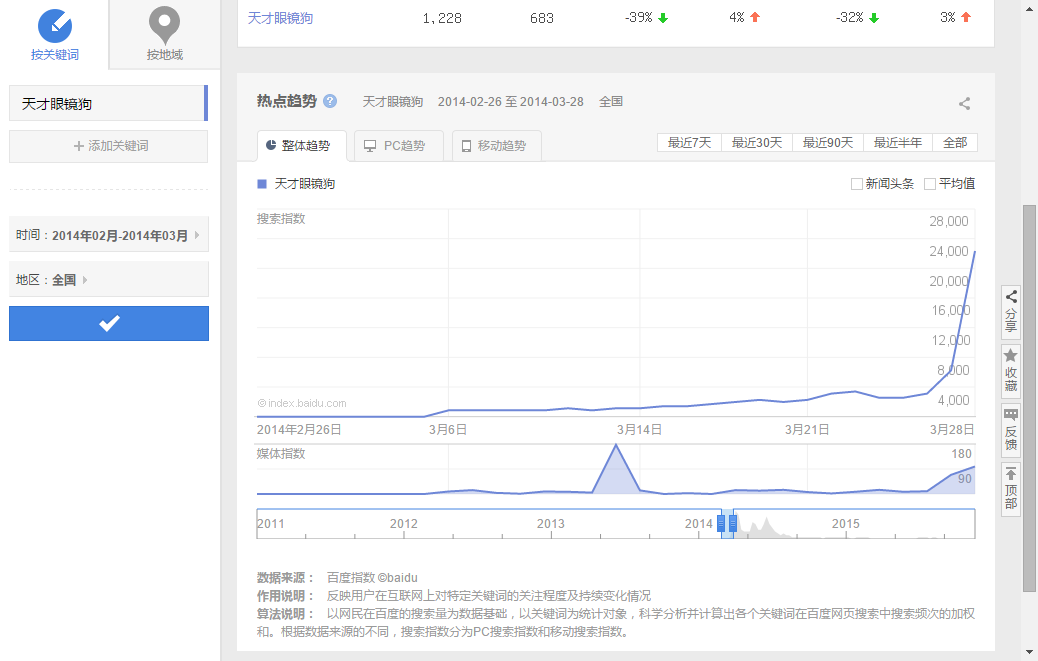 按关键词
按地域
天才眼镜狗
添加关键词
时间：2014年02月-2014年03月
地区：全国
天才眼镜狗 1,228 683 -39% 4% -32% 3%
热点趋势 ? 天才眼镜狗 2014-02-26 至 2014-03-28 全国
整体趋势 PC趋势 移动趋势
最近7天 最近30天 最近90天 最近半年 全部
天才眼镜狗
新闻头条 平均值
搜索指数
28,000
24,000
20,000
16,000
12,000
8,000
4,000
©index.baidu.com
2014年2月26日 3月6日 3月14日 3月21日 3月28日
媒体指数
180
90
2011 2012 2013 2014 2015
数据来源： 百度指数 ©baidu
作用说明： 反映用户在互联网上对特定关键词的关注程度及持续变化情况
算法说明： 以网民在百度的搜索量为数据基础，以关键词为统计对象，科学分析并计算出各个关键词在百度网页搜索中搜索频次的加权
和。根据数据来源的不同，搜索指数分为PC搜索指数和移动搜索指数。
分享
收藏
反馈
顶部